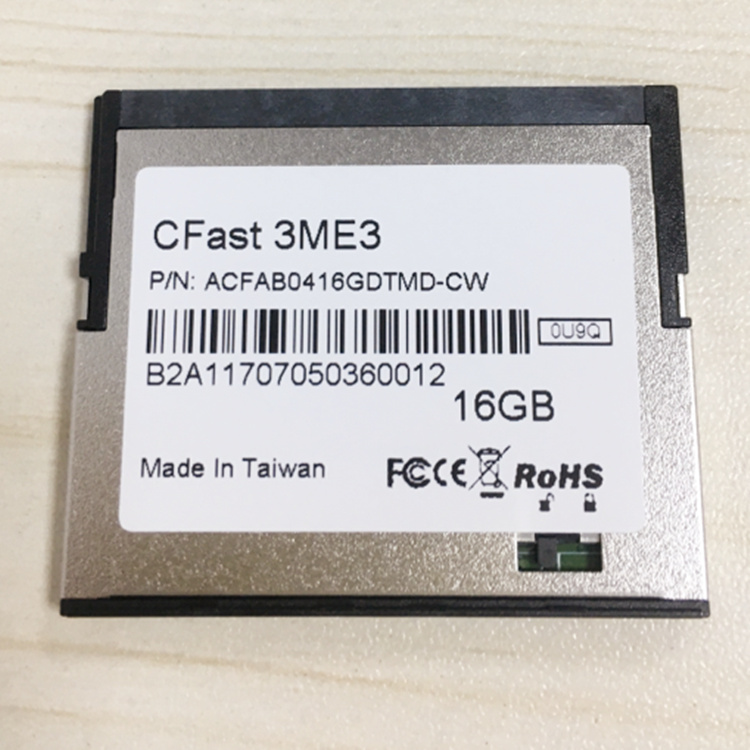 CFast 3ME3
P/N: ACFAB0416GDTMD-CW
0U9Q
B2A11707050360012
16GB
Made In Taiwan
FC CE RoHS